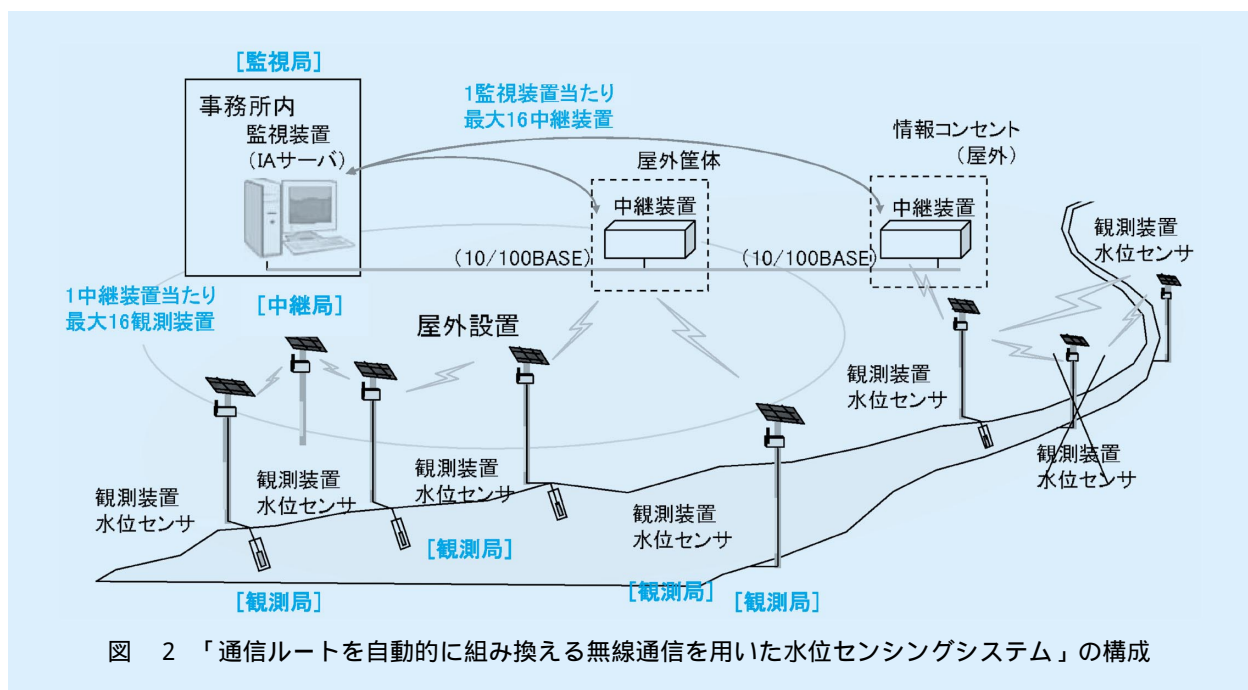 [監視局]
事務所内
監視装置
(IAサーバ)
1監視装置当たり
最大16中継装置
屋外筐体
中継装置
情報コンセント
(屋外)
中継装置
観測装置
水位センサ
(10/100BASE)
(10/100BASE)
1中継装置当たり
最大16観測装置
[中継局]
屋外設置
観測装置
水位センサ
観測装置
水位センサ
観測装置
水位センサ
観測装置
水位センサ
観測装置
水位センサ
観測装置
水位センサ
[観測局]
[観測局]
[観測局]
[観測局]
図 2 「通信ルートを自動的に組み換える無線通信を用いた水位センシングシステム」の構成